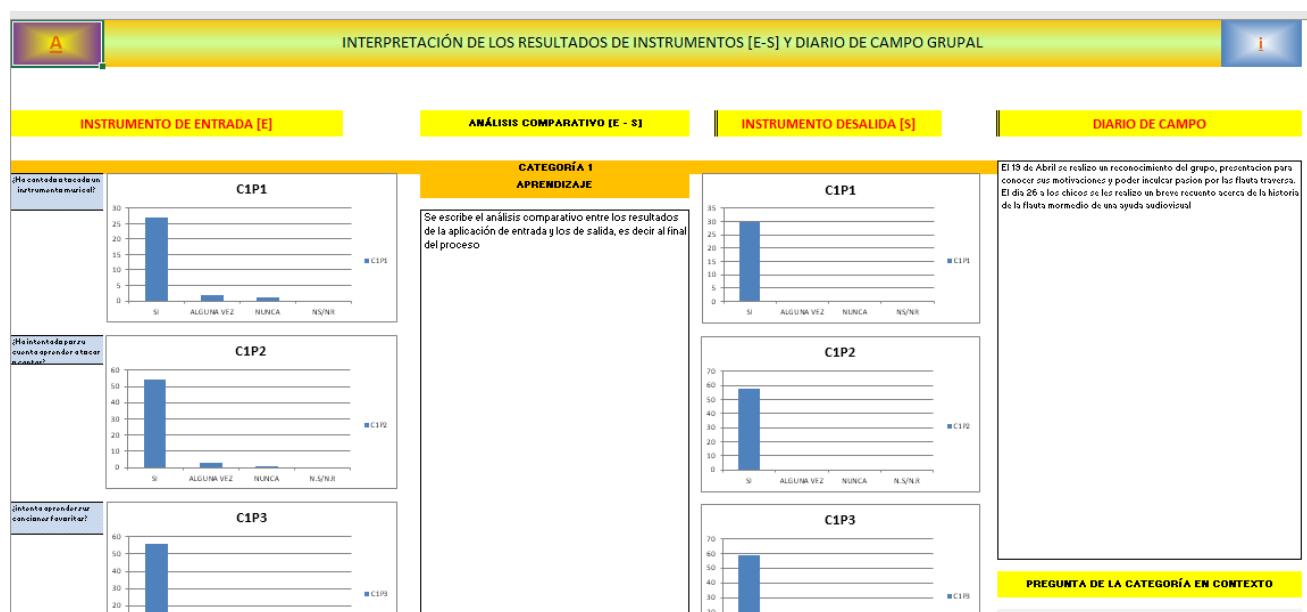 A
INTERPRETACIÓN DE LOS RESULTADOS DE INSTRUMENTOS [E-S] Y DIARIO DE CAMPO GRUPAL
i
INSTRUMENTO DE ENTRADA [E]
ANÁLISIS COMPARATIVO [E - S]
INSTRUMENTO DESALIDA [S]
DIARIO DE CAMPO
CATEGORÍA 1
APRENDIZAJE
¿Ha cantado o tocado un
instrumento musical?
C1P1
30
25
20
15
10
5
0
SI ALGUNA VEZ NUNCA NS/NR
C1P1
Se escribe el análisis comparativo entre los resultados
de la aplicación de entrada y los de salida, es decir al final
del proceso
C1P1
35
30
25
20
15
10
5
0
SI ALGUNA VEZ NUNCA NS/NR
C1P1
El 19 de Abril se realizo un reconocimiento del grupo, presentacion para
conocer sus motivaciones y poder inculcar pasion por las flauta traversa.
El dia 26 a los chicos se les realizo un breve recuento acerca de la historia
de la flauta mormedio de una ayuda audiovisual
¿Ha intentado por su
cuenta aprender a tocar
o cantar?
C1P2
60
50
40
30
20
10
0
SI ALGUNA VEZ NUNCA N.S/N.R
C1P2
C1P2
70
60
50
40
30
20
10
0
SI ALGUNA VEZ NUNCA N.S/N.R
C1P2
¿intenta aprender sus
canciones favoritas?
C1P3
60
50
40
30
20
C1P3
C1P3
70
60
50
40
30
20
C1P3
PREGUNTA DE LA CATEGORÍA EN CONTEXTO